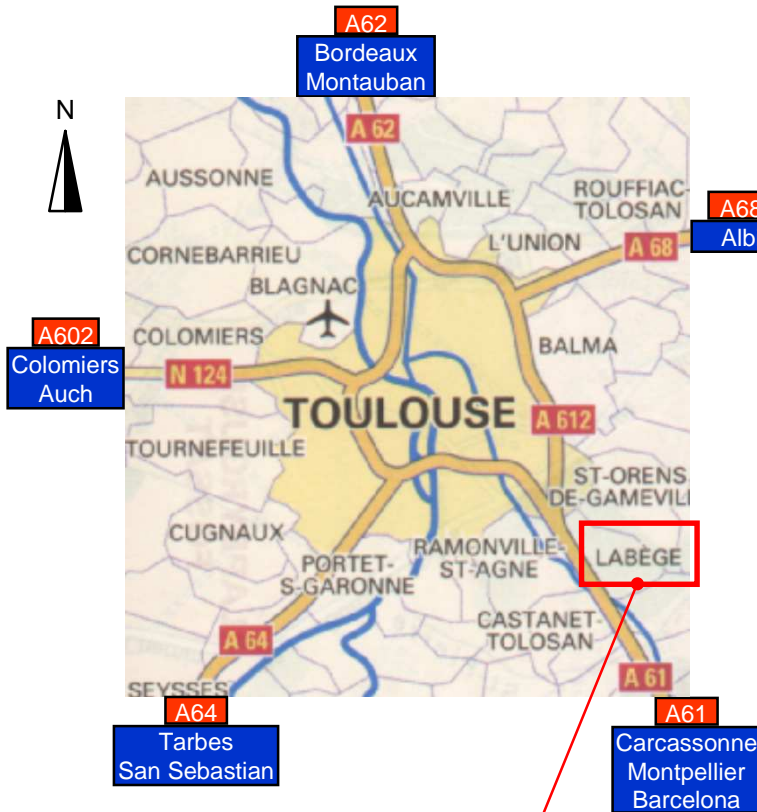 A62
Bordeaux
Montauban
N
A 62
AUSSONNE
AUCAMVILLE
ROUFFIAC-
TOLOSAN
A68
Alb
L'UNION
A 68
CORNEBARRIEU
BLAGNAC
A602
Colomiers
Auch
COLOMIERS
BALMA
N 124
TOULOUSE
A 612
TOURNEFEUILLE
ST-ORENS
DE-GAMEVIL
CUGNAUX
RAMONVILLE-
ST-AGNE
LABÈGE
PORTET-
S-GARONNE
CASTANET-
TOLOSAN
A 64
A 61
SEYSSES
A64
Tarbes
San Sebastian
A61
Carcassonne
Montpellier
Barcelona